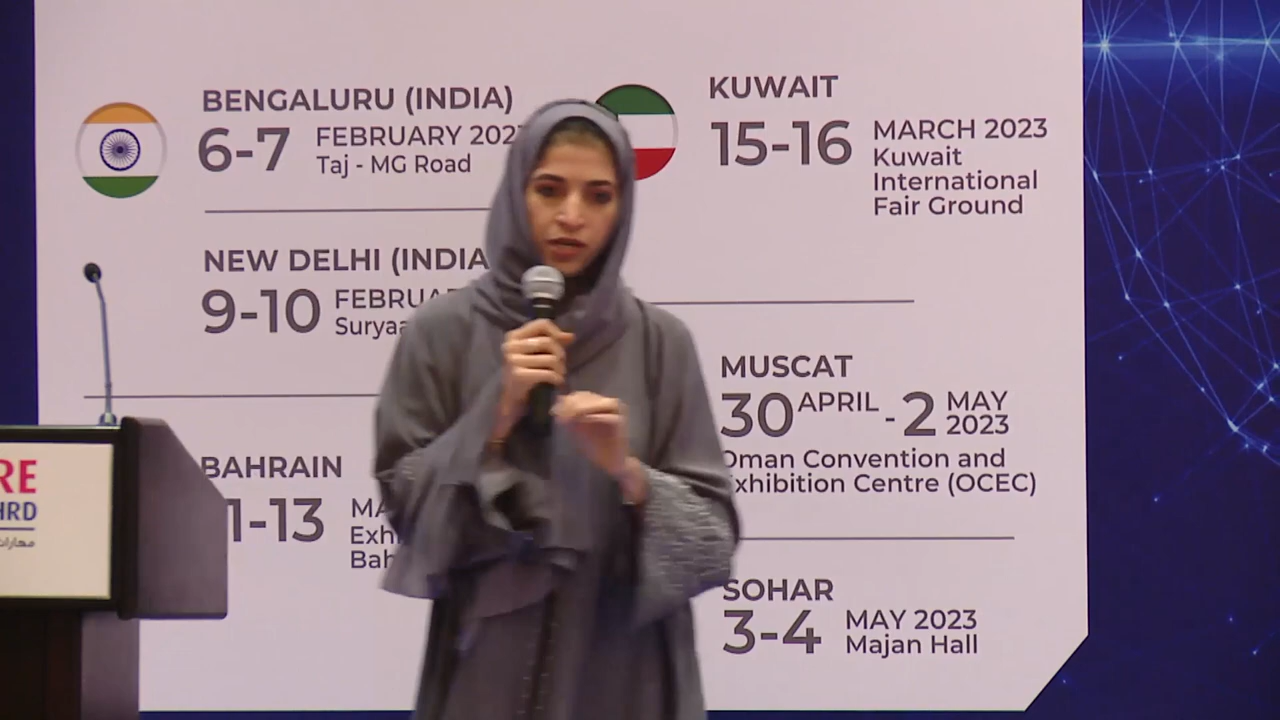 BENGALURU (INDIA)
6-7 FEBRUARY
Taj - MG Road
NEW DELHI (INDIA
9-10
BAHRAIN
1-13
KUWAIT
15-16 MARCH 2023
Kuwait
International
Fair Ground
MUSCAT
30 APRIL - 2 MAY
2023
Oman Convention and
Exhibition Centre (OCEC)
SOHAR
3-4 MAY 2023
Majan Hall
RE
HRD